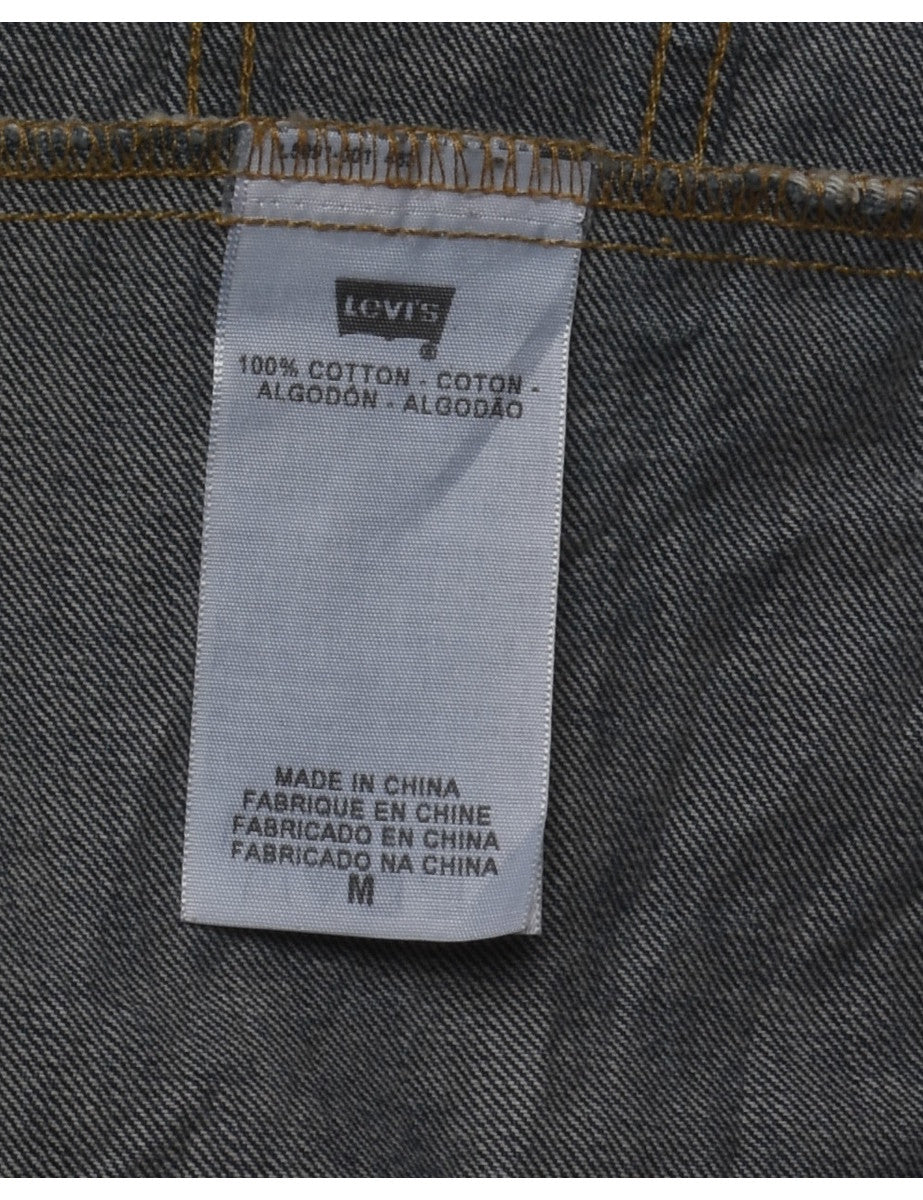 LEVI'S
®
100% COTTON - COTON -
ALGODÓN - ALGODÃO
MADE IN CHINA
FABRIQUE EN CHINE
FABRICADO EN CHINA
FABRICADO NA CHINA
M